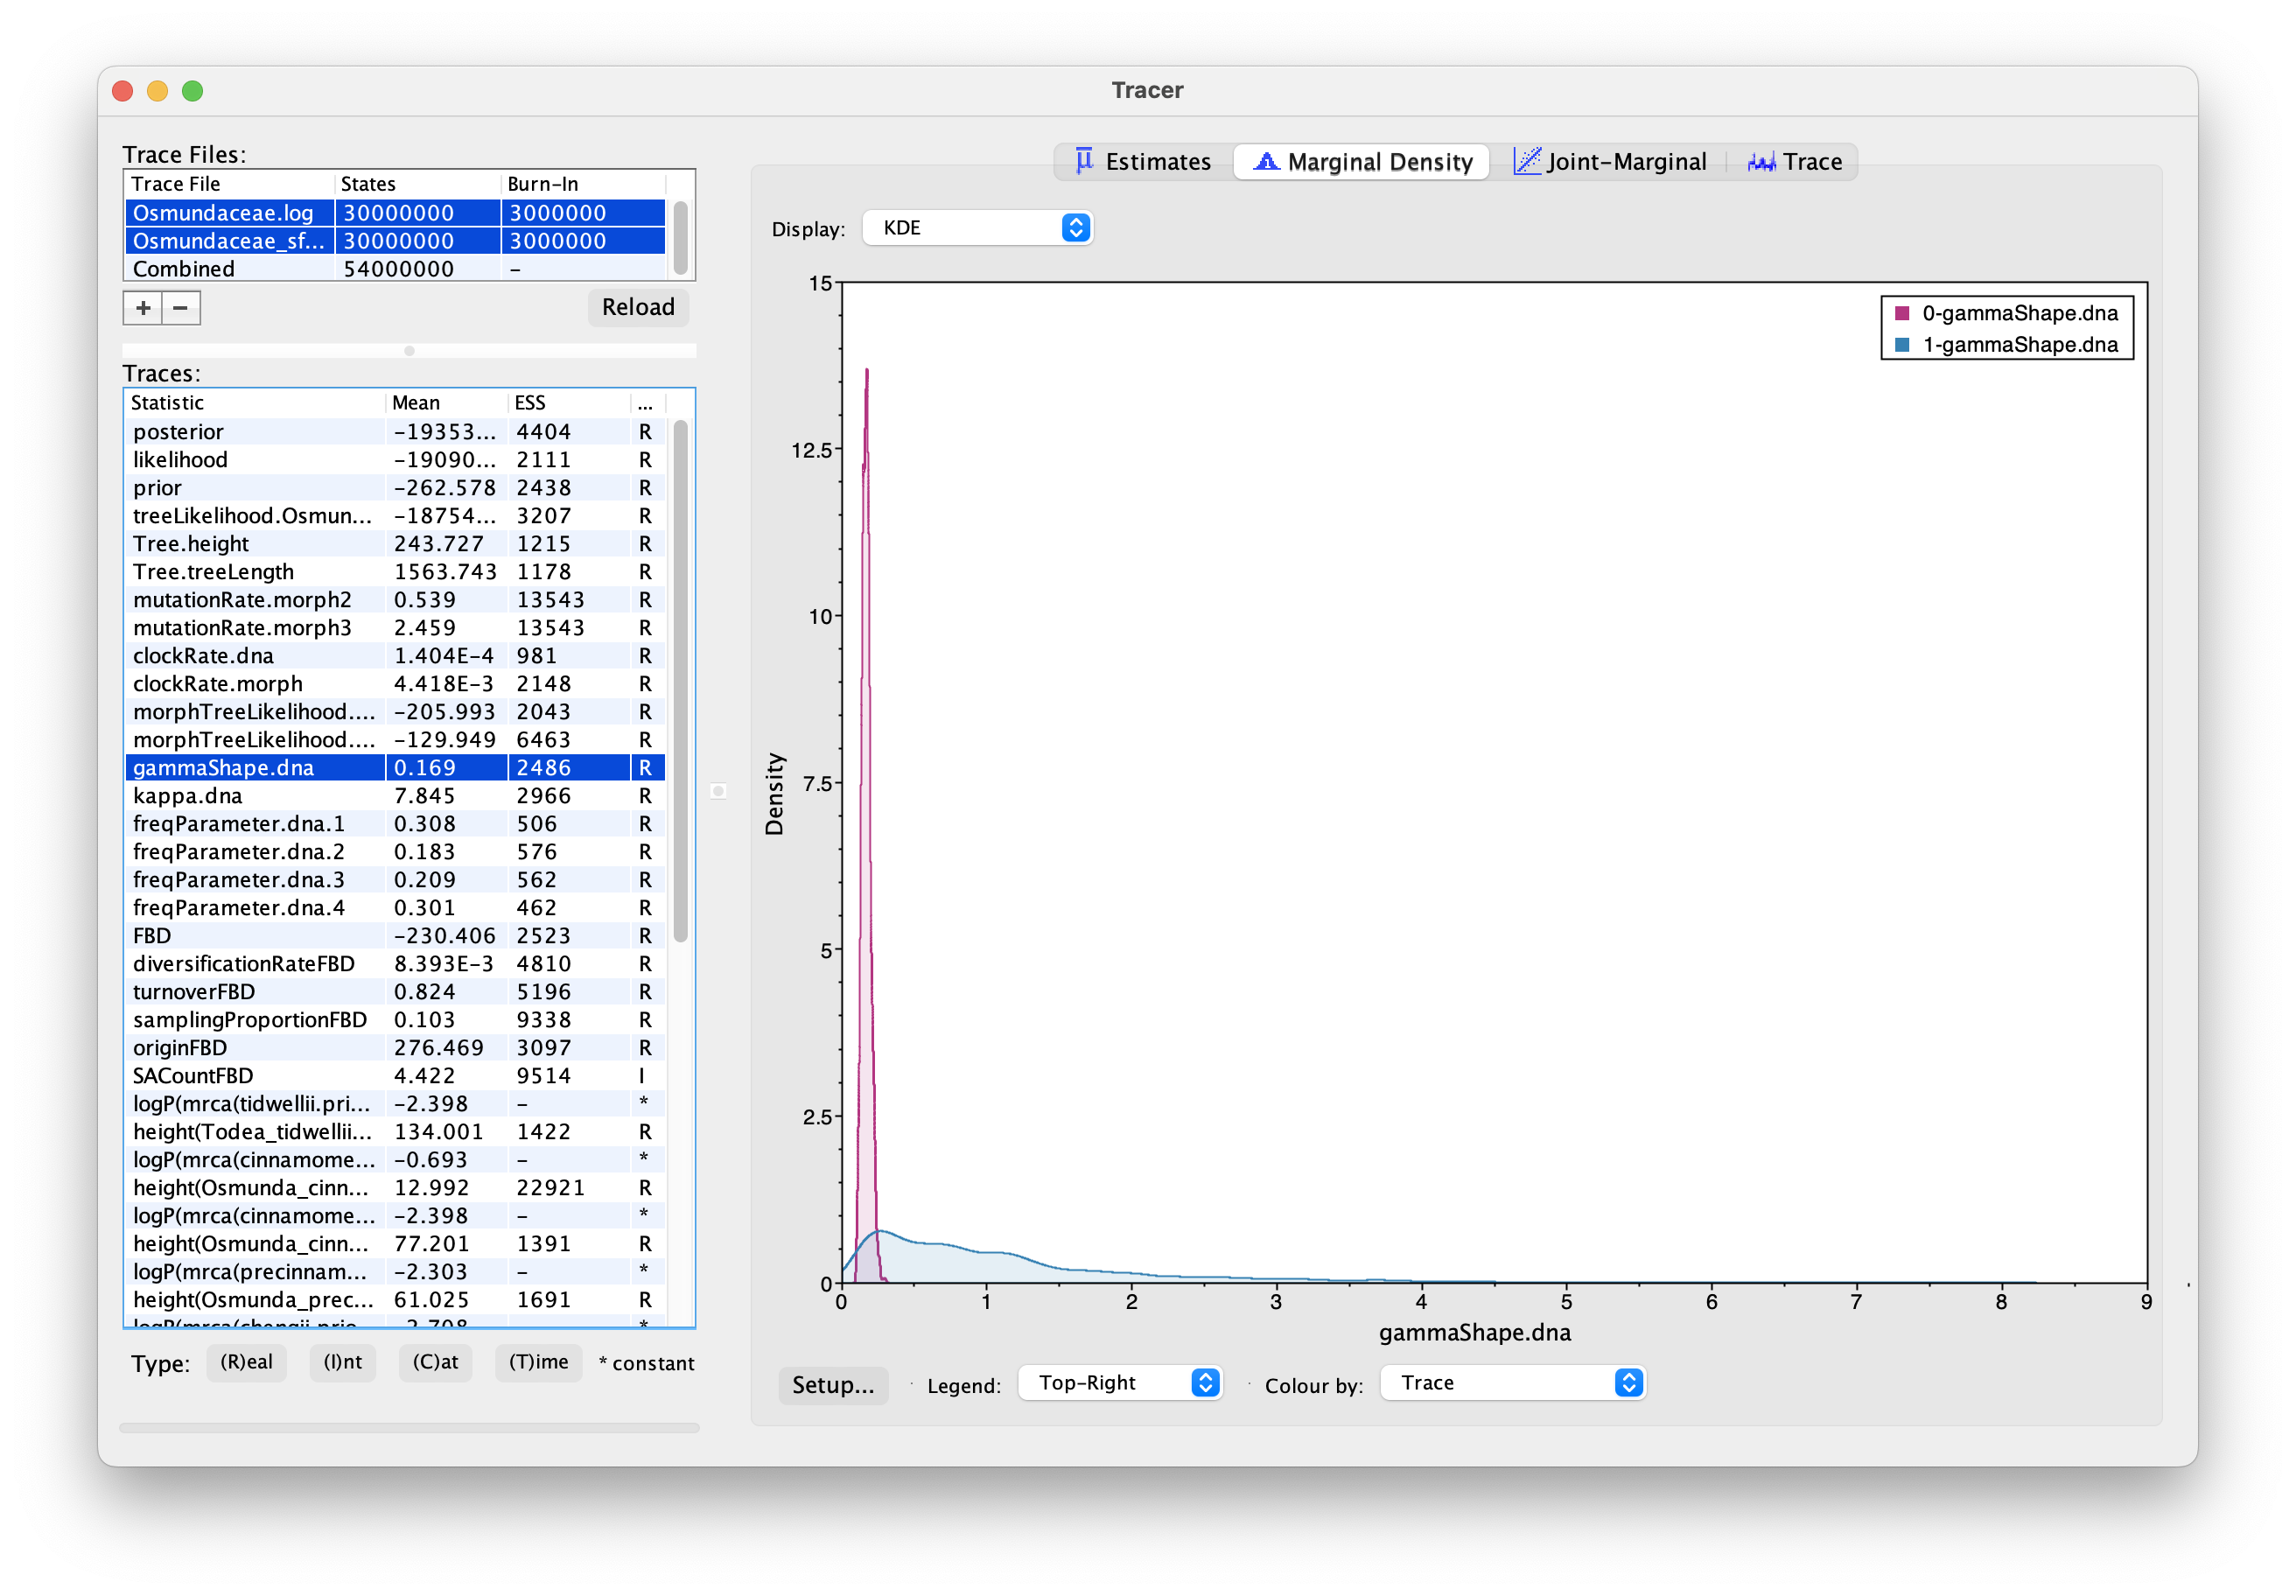 Tracer
Trace Files:
Trace File States Burn-In
Osmundaceae.log 30000000 3000000
Osmundaceae_sf... 30000000 3000000
Combined 54000000 -
+ − Reload
Traces:
Statistic Mean ESS ...
posterior -19353... 4404 R
likelihood -19090... 2111 R
prior -262.578 2438 R
treeLikelihood.Osmun... -18754... 3207 R
Tree.height 243.727 1215 R
Tree.treeLength 1563.743 1178 R
mutationRate.morph2 0.539 13543 R
mutationRate.morph3 2.459 13543 R
clockRate.dna 1.404E-4 981 R
clockRate.morph 4.418E-3 2148 R
morphTreeLikelihood.... -205.993 2043 R
morphTreeLikelihood.... -129.949 6463 R
gammaShape.dna 0.169 2486 R
kappa.dna 7.845 2966 R
freqParameter.dna.1 0.308 506 R
freqParameter.dna.2 0.183 576 R
freqParameter.dna.3 0.209 562 R
freqParameter.dna.4 0.301 462 R
FBD -230.406 2523 R
diversificationRateFBD 8.393E-3 4810 R
turnoverFBD 0.824 5196 R
samplingProportionFBD 0.103 9338 R
originFBD 276.469 3097 R
SACountFBD 4.422 9514 I
logP(mrca(tidwellii.pri... -2.398 - *
height(Todea_tidwellii... 134.001 1422 R
logP(mrca(cinnamome... -0.693 - *
height(Osmunda_cinn... 12.992 22921 R
logP(mrca(cinnamome... -2.398 - *
height(Osmunda_cinn... 77.201 1391 R
logP(mrca(precinnam... -2.303 - *
height(Osmunda_prec... 61.025 1691 R
Type: (R)eal (I)nt (C)at (T)ime * constant
Estimates Marginal Density Joint-Marginal Trace
Display: KDE
15
12.5
10
7.5
5
2.5
0
Density
0-gammaShape.dna
1-gammaShape.dna
0 1 2 3 4 5 6 7 8 9
gammaShape.dna
Setup... Legend: Top-Right Colour by: Trace